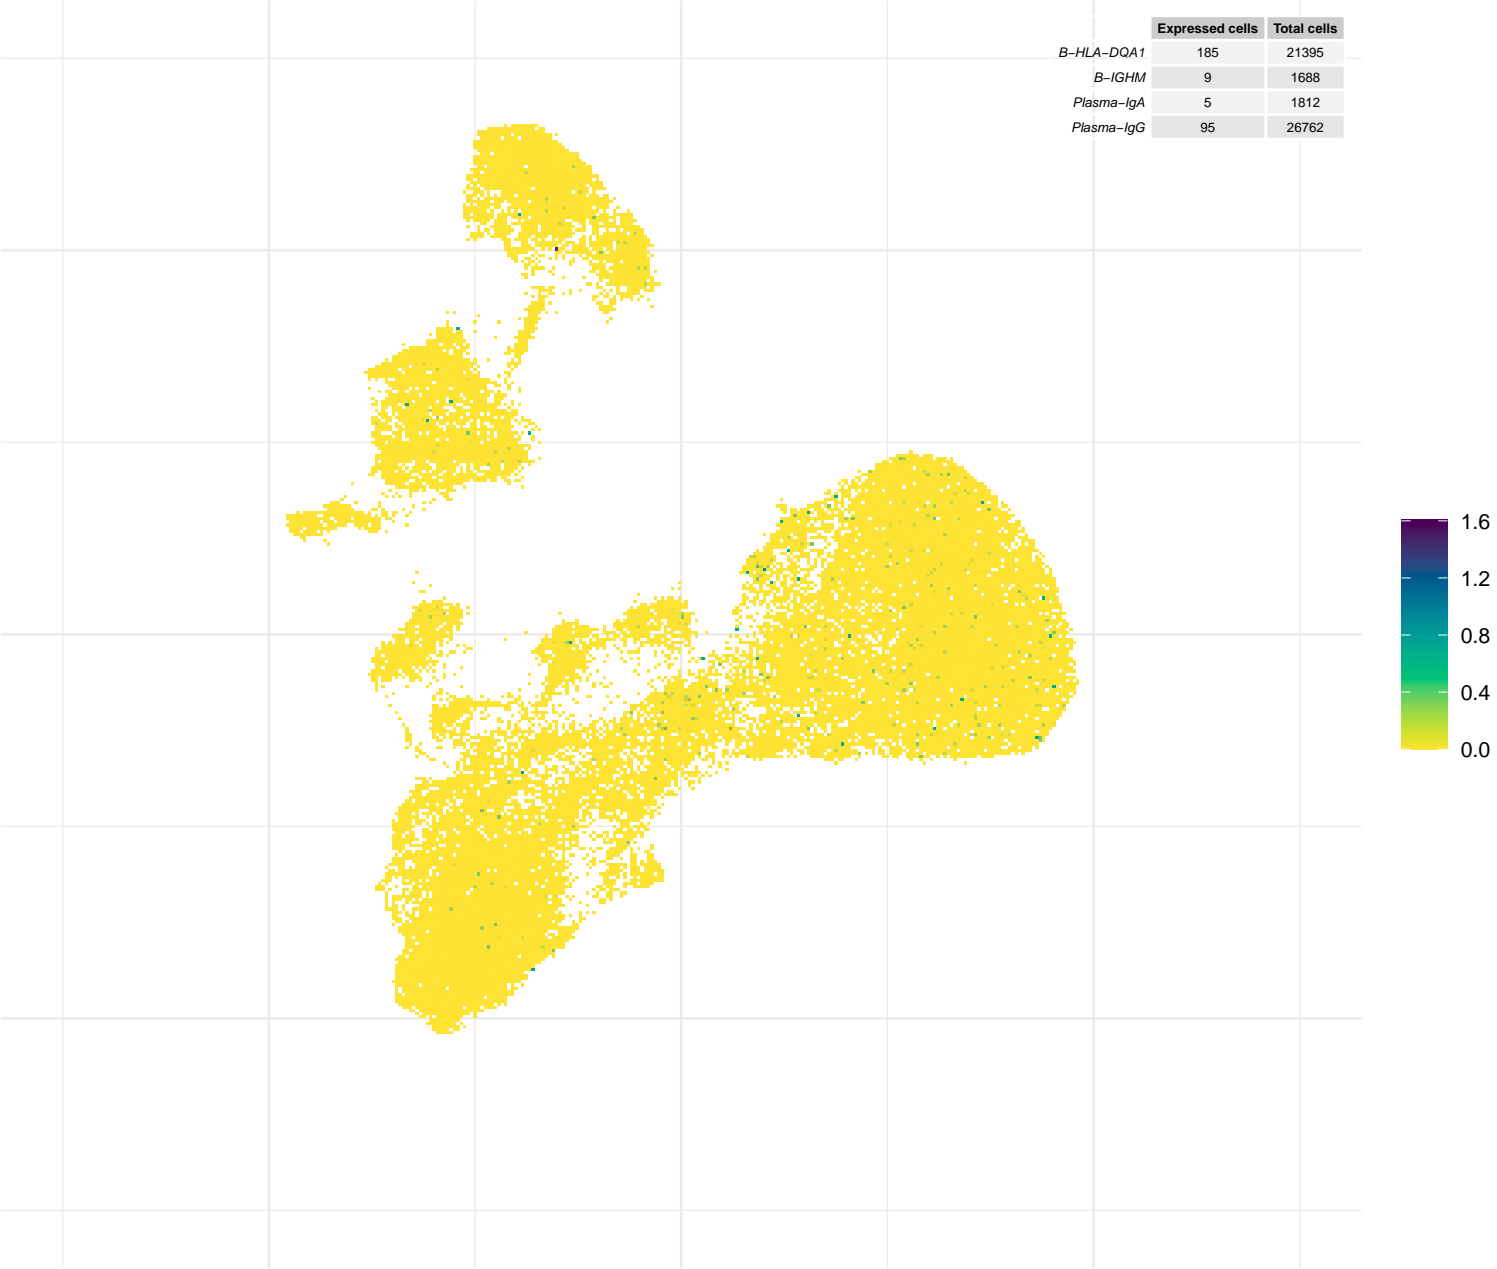 Expressed cells Total cells
B–HLA–DQA1 185 21395
B–IGHM 9 1688
Plasma–IgA 5 1812
Plasma–IgG 95 26762
1.6
1.2
0.8
0.4
0.0